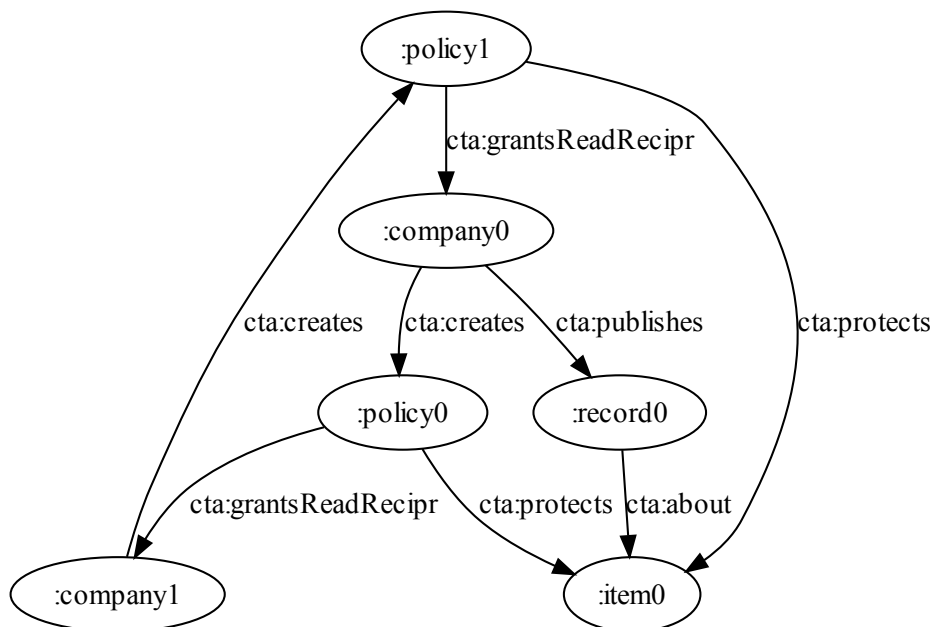 :policy1
cta:grantsReadRecipr
:company0
cta:creates
cta:creates
cta:publishes
cta:protects
:policy0
:record0
cta:grantsReadRecipr
cta:protects
cta:about
:company1
:item0